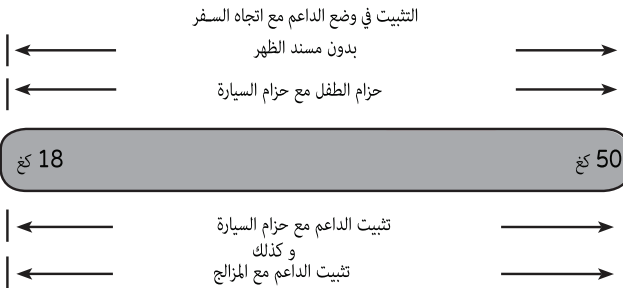 التثبيت في وضع الداعم مع اتجاه السـفر
بدون مسند الظهر
حزام الطفل مع حزام السيارة
18 كغ
50 كغ
تثبيت الداعم مع حزام السيارة
و كذلك
تثبيت الداعم مع المزالج